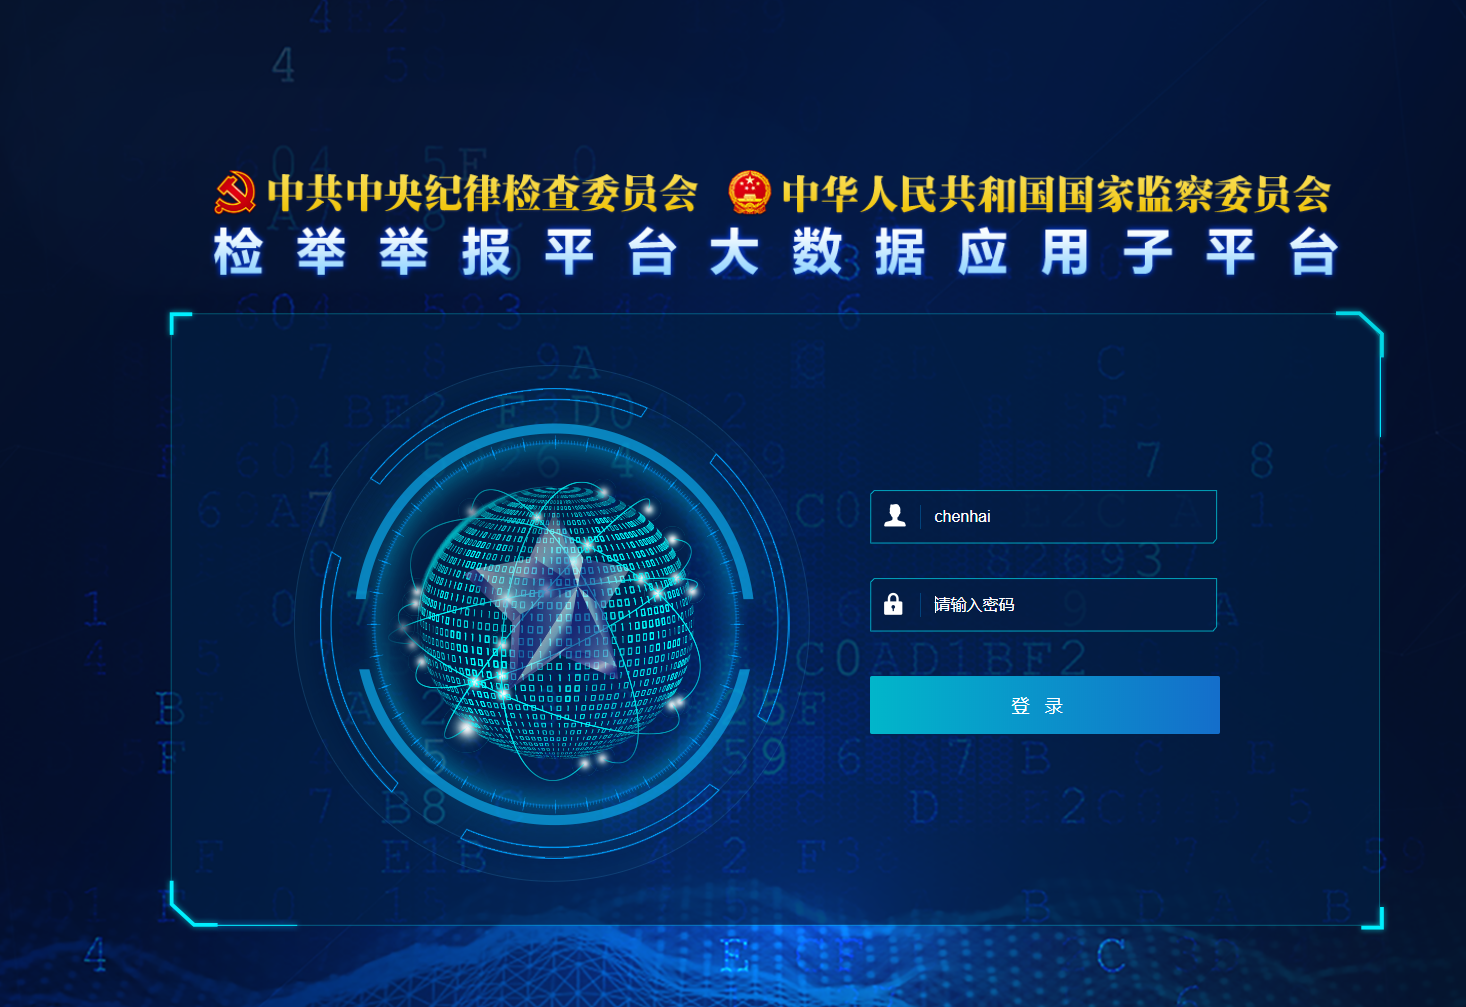 中共中央纪律检查委员会 中华人民共和国国家监察委员会
检举举报平台大数据应用子平台
chenhai
请输入密码
登 录